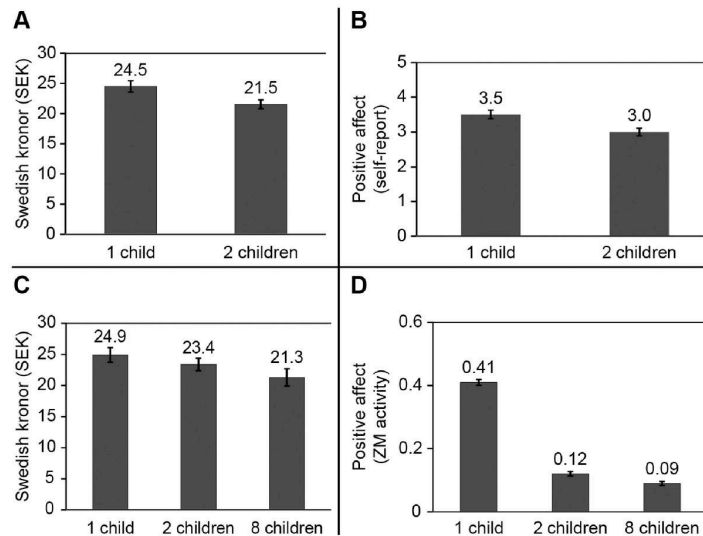 A
Swedish kronor (SEK)
30
25
20
15
10
5
0
24.5
21.5
1 child
2 children
B
Positive affect
(self-report)
5
4
3
2
1
0
3.5
3.0
1 child
2 children
C
Swedish kronor (SEK)
30
25
20
15
10
5
0
24.9
23.4
21.3
1 child
2 children
8 children
D
Positive affect
(ZM activity)
0.6
0.4
0.2
0
0.41
0.12
0.09
1 child
2 children
8 children